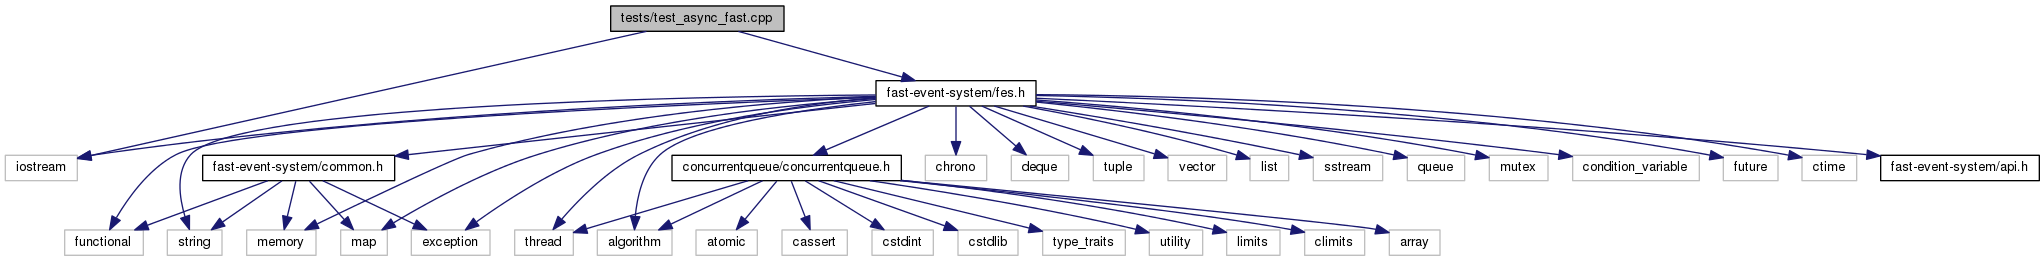 tests/test_async_fast.cpp
fast-event-system/fes.h
iostream
fast-event-system/common.h
concurrentqueue/concurrentqueue.h
chrono
deque
tuple
vector
list
sstream
queue
mutex
condition_variable
future
ctime
fast-event-system/api.h
functional
string
memory
map
exception
thread
algorithm
atomic
cassert
cstdint
cstdlib
type_traits
utility
limits
climits
array